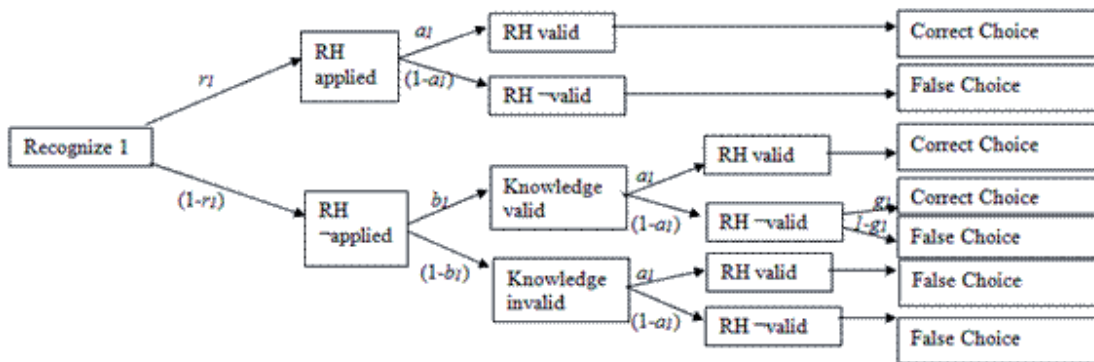 a1
RH valid
Correct Choice
RH
applied
r1
(1-a1)
RH ¬valid
False Choice
Recognize 1
Correct Choice
RH valid
a1
b1
Knowledge
valid
g1
Correct Choice
(1-r1)
RH
¬applied
(1-a1)
RH ¬valid
1-g1
False Choice
(1-b1)
Knowledge
invalid
a1
RH valid
False Choice
(1-a1)
RH ¬valid
False Choice